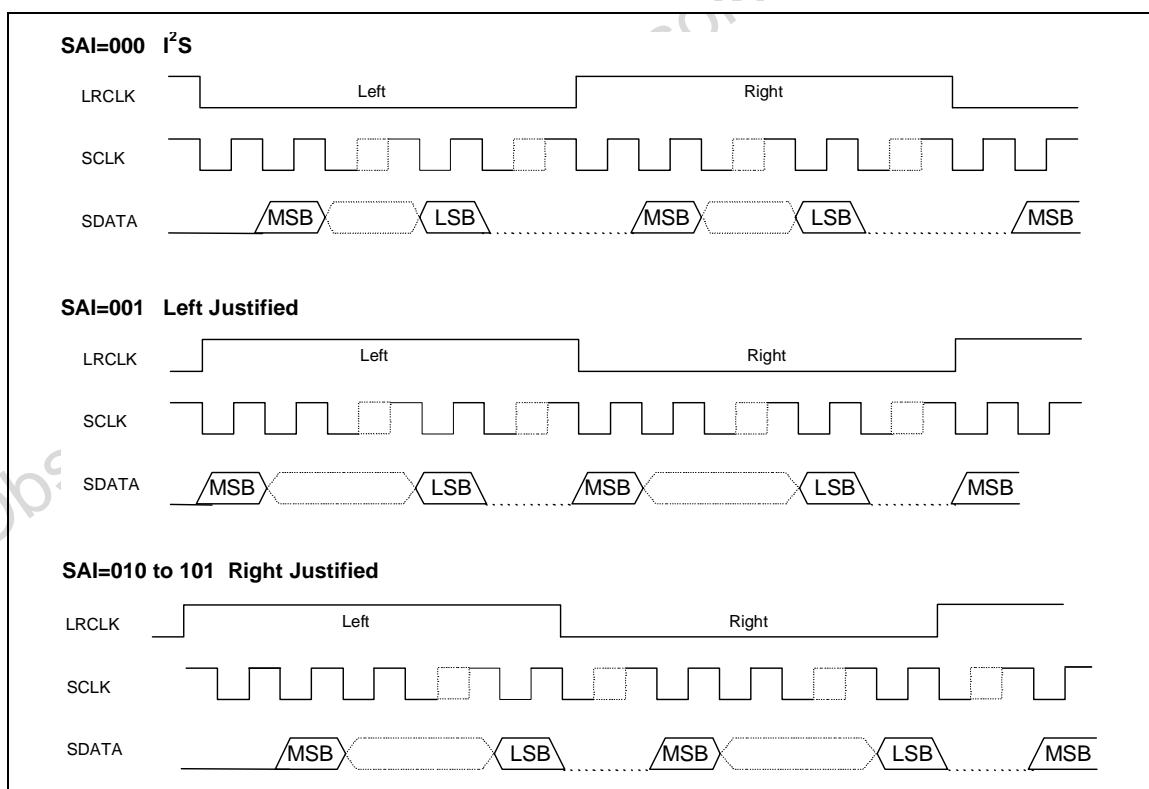 SAI=000 I²S
LRCLK Left Right
SCLK
SDATA MSB LSB MSB LSB MSB
SAI=001 Left Justified
LRCLK Left Right
SCLK
SDATA MSB LSB MSB LSB MSB
SAI=010 to 101 Right Justified
LRCLK Left Right
SCLK
SDATA MSB LSB MSB LSB MSB